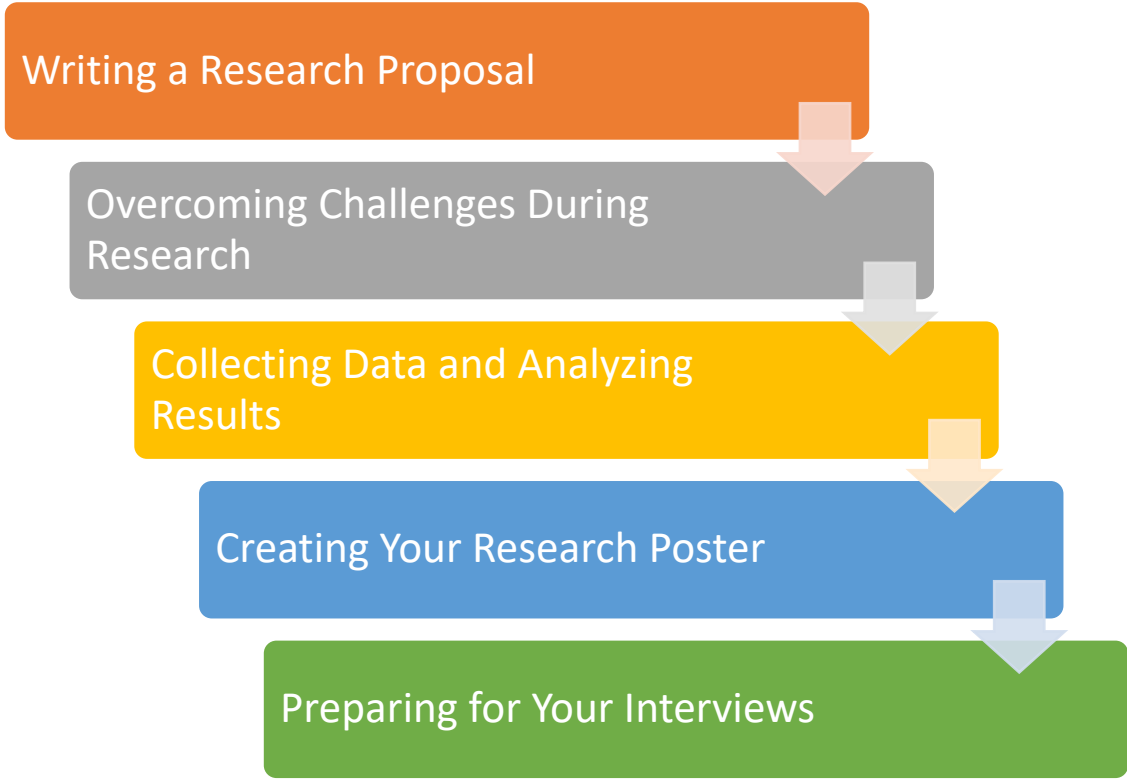 Writing a Research Proposal
Overcoming Challenges During
Research
Collecting Data and Analyzing
Results
Creating Your Research Poster
Preparing for Your Interviews